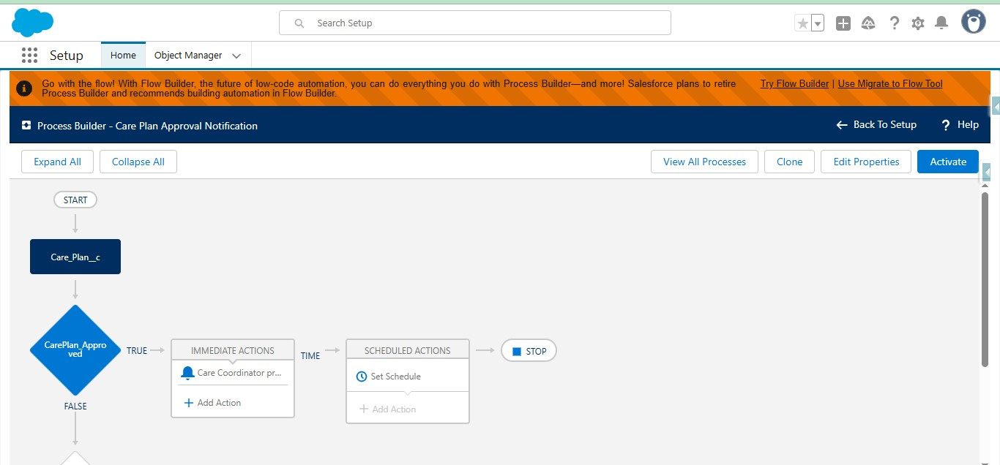 Search Setup
Setup
Home
Object Manager
Go with the flow! With Flow Builder, the future of low-code automation, you can do everything you do with Process Builder—and more! Salesforce plans to retire
Process Builder and recommends building automation in Flow Builder.
Try Flow Builder | Use Migrate to Flow Tool
Process Builder - Care Plan Approval Notification
Back To Setup
? Help
Expand All
Collapse All
View All Processes
Clone
Edit Properties
Activate
START
Care_Plan__c
CarePlan_Appro
ved
TRUE
IMMEDIATE ACTIONS
Care Coordinator pr...
+ Add Action
TIME
SCHEDULED ACTIONS
Set Schedule
+ Add Action
STOP
FALSE